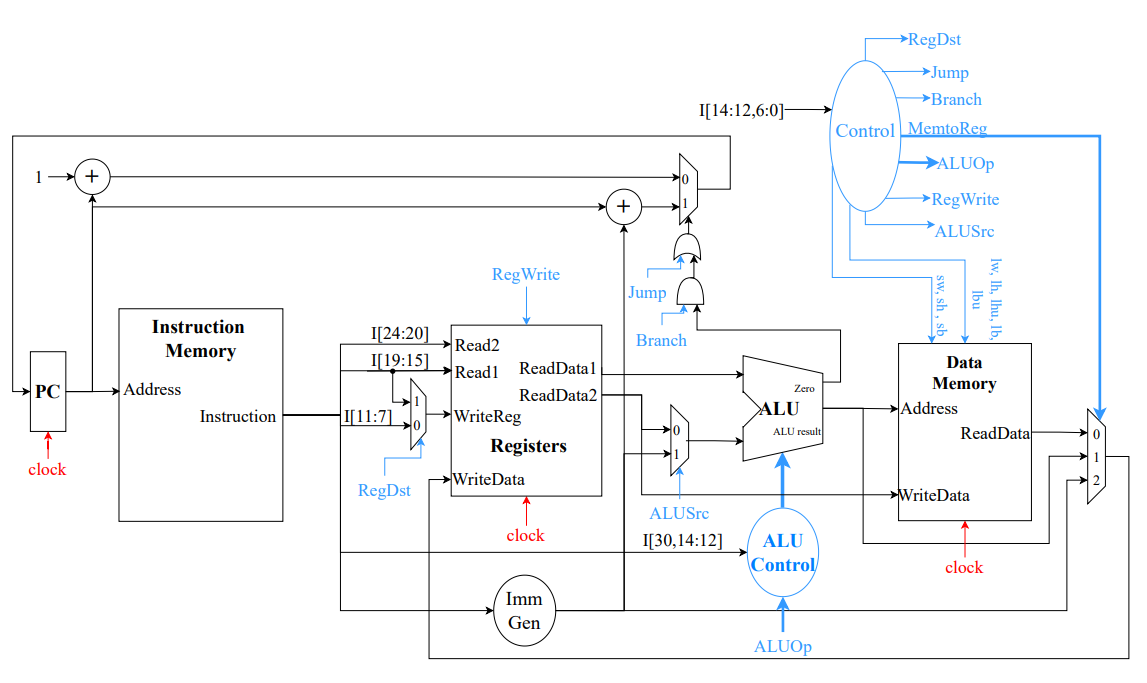 RegDst
Jump
I[14:12,6:0]
Branch
Control
MemtoReg
ALUOp
RegWrite
ALUSrc
1
+
0
+
1
RegWrite
Jump
Branch
sw, sh , sb
lw, lh, lhu, lb,
lbu
Instruction
Memory
I[24:20]
Read2
I[19:15]
Read1
ReadData1
ReadData2
PC
Address
Instruction
I[11:7]
1
0
WriteReg
Registers
WriteData
Zero
ALU
ALU result
0
1
Data
Memory
Address
ReadData
WriteData
0
1
2
clock
RegDst
ALUSrc
clock
I[30,14:12]
ALU
Control
clock
Imm
Gen
ALUOp